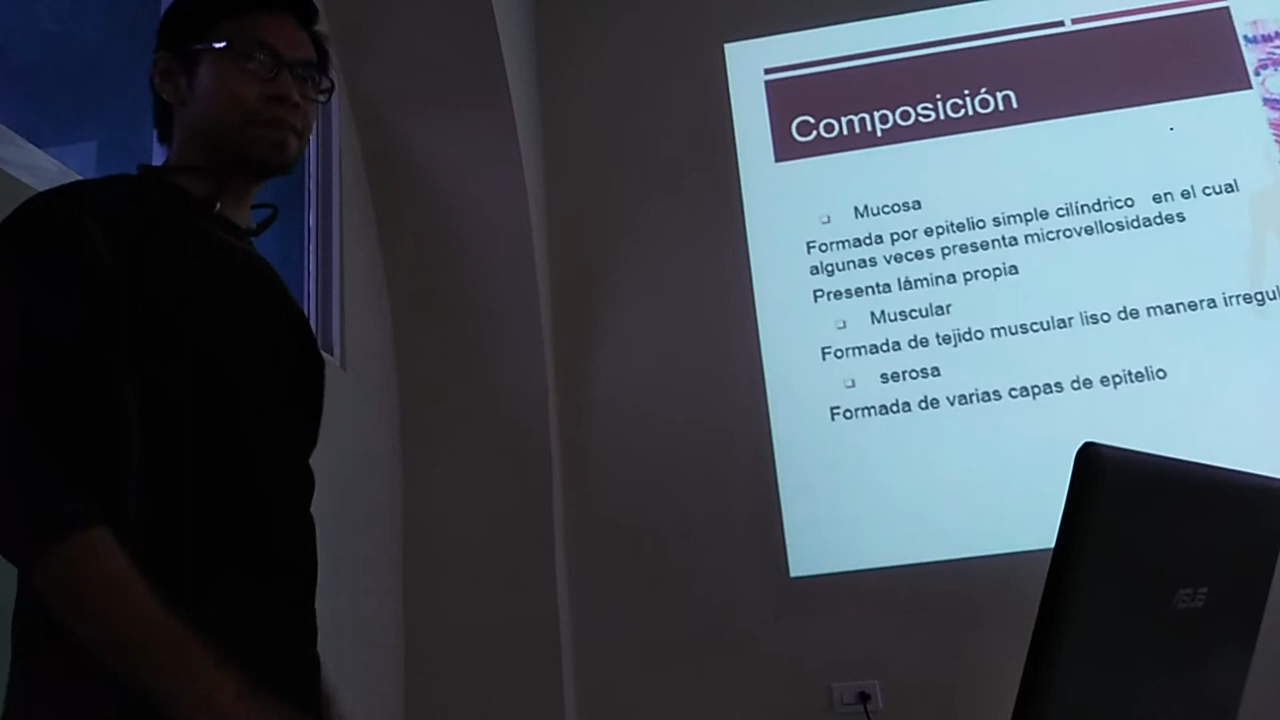 Composición
Mucosa
Formada por epitelio simple cilíndrico en el cual
algunas veces presenta microvellosidades
Presenta lámina propia
Muscular
Formada de tejido muscular liso de manera
serosa
Formada de varias capas de epitelio
ASUS